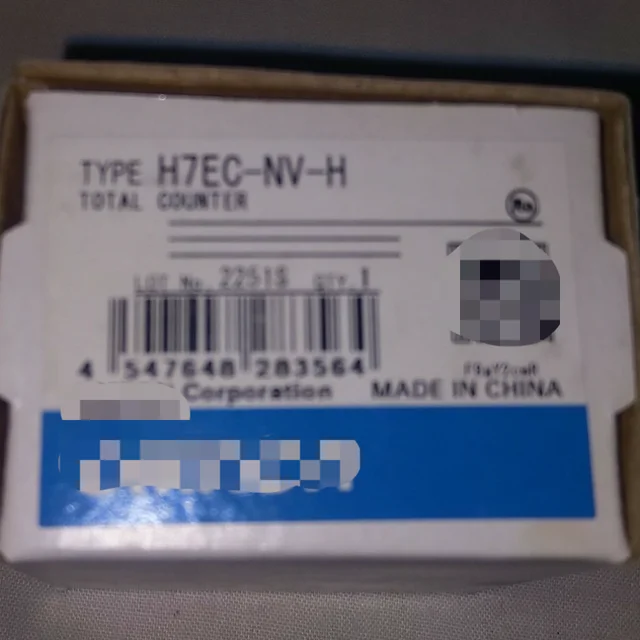 TYPE H7EC-NV-H
TOTAL COUNTER
LOT No. 2251S QTY. 1
4 547648 283564
Corporation MADE IN CHINA